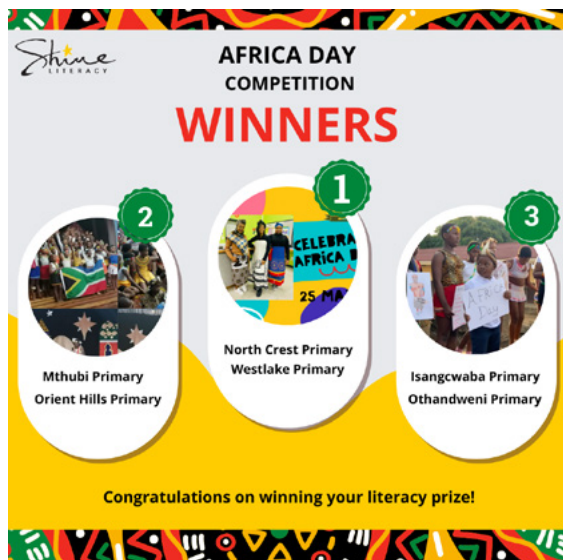 Shine
LITERACY
AFRICA DAY
COMPETITION
WINNERS
1
2
3
CELEBRA
AFRICA D
25 MA
North Crest Primary
Westlake Primary
Mthubi Primary
Orient Hills Primary
AFRICA
Day
Isangcwaba Primary
Othandweni Primary
Congratulations on winning your literacy prize!